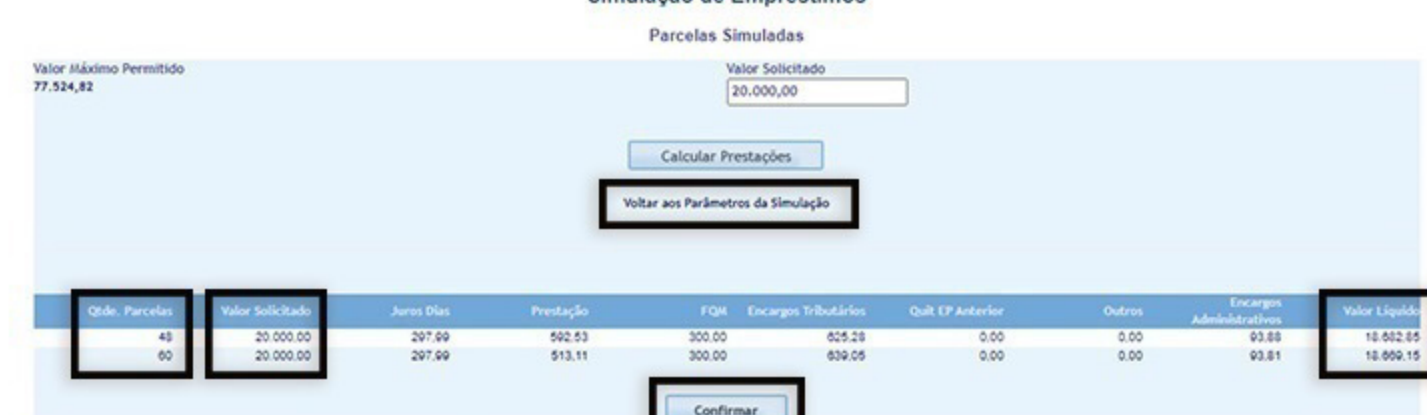 Simulação de Empréstimos
Parcelas Simuladas
Valor Máximo Permitido
77.524,82
Valor Solicitado
20.000,00
Calcular Prestações
Voltar aos Parâmetros da Simulação
Qtde. Parcelas Valor Solicitado Juros Dias Prestação FQM Encargos Tributários Quit EP Anterior Outros Encargos Administrativos Valor Líquido
48 20.000,00 297,99 592,53 300,00 625,28 0,00 0,00 93,88 18.682,85
60 20.000,00 297,99 513,11 300,00 639,05 0,00 0,00 93,81 18.669,15
Confirmar